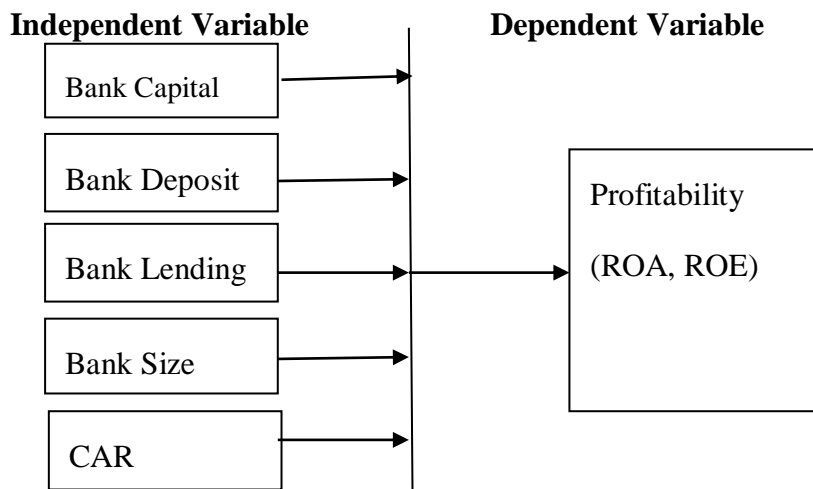 Independent Variable
Dependent Variable
Bank Capital
Bank Deposit
Bank Lending
Bank Size
CAR
Profitability
(ROA, ROE)